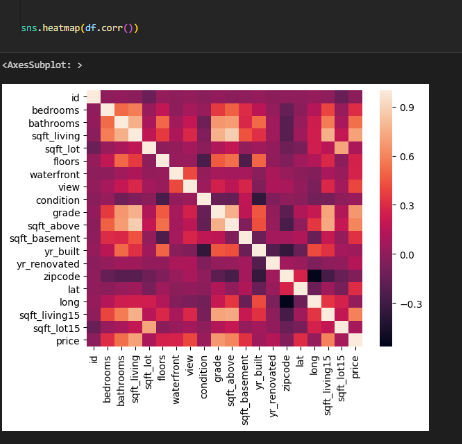 sns.heatmap(df.corr())
<AxesSubplot: >
id
bedrooms
bathrooms
sqft_living
sqft_lot
floors
waterfront
view
condition
grade
sqft_above
sqft_basement
yr_built
yr_renovated
zipcode
lat
long
sqft_living15
sqft_lot15
price
0.9
0.6
0.3
0.0
−0.3
id
bedrooms
bathrooms
sqft_living
sqft_lot
floors
waterfront
view
condition
grade
sqft_above
sqft_basement
yr_built
yr_renovated
zipcode
lat
long
sqft_living15
sqft_lot15
price